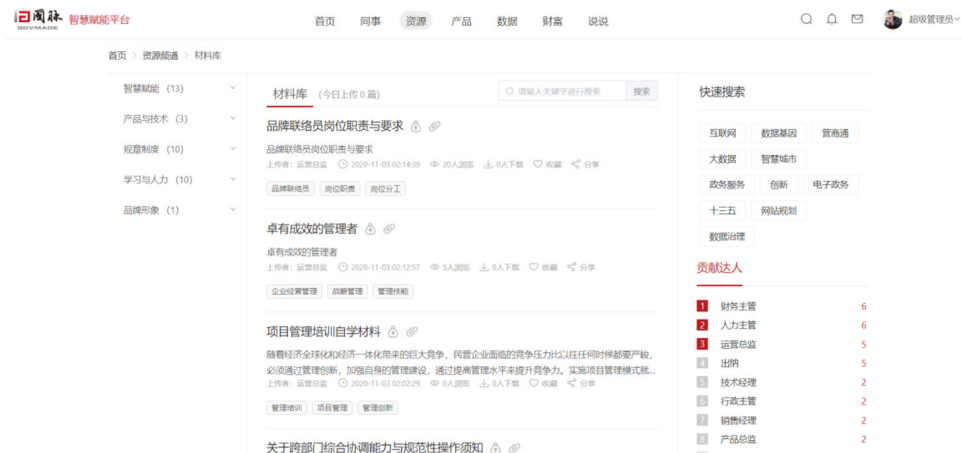 国脉 智慧赋能平台
GOVMADE
首页 同事 资源 产品 数据 财富 说说
超级管理员
首页 > 资源频道 > 材料库
智慧赋能 (13)
产品与技术 (3)
规章制度 (10)
学习与人力 (10)
品牌形象 (1)
材料库 (今日上传 0 篇)
请输入关键字进行搜索 搜索
品牌联络员岗位职责与要求
品牌联络员岗位职责与要求
上传者: 运营总监 2020-11-03 02:14:39 20人浏览 0人下载 收藏 分享
品牌联络员 岗位职责 岗位分工
卓有成效的管理者
卓有成效的管理者
上传者: 运营总监 2020-11-03 02:12:57 5人浏览 0人下载 收藏 分享
企业经营管理 战略管理 管理技能
项目管理培训自学材料
随着经济全球化和经济一体化带来的巨大竞争，民营企业面临的竞争压力比以往任何时候都要严峻，
必须通过管理创新，加强自身的管理建设，通过提高管理水平来提升竞争力。实施项目管理模式就...
上传者: 运营总监 2020-11-03 02:02:29 0人浏览 0人下载 收藏 分享
管理培训 项目管理 管理创新
关于跨部门综合协调能力与规范性操作须知
快速搜索
互联网 数据基因 营商通
大数据 智慧城市
政务服务 创新 电子政务
十三五 网站规划
数据治理
贡献达人
1 财务主管 6
2 人力主管 6
3 运营总监 5
4 出纳 5
5 技术经理 2
6 行政主管 2
7 销售经理 2
8 产品总监 2